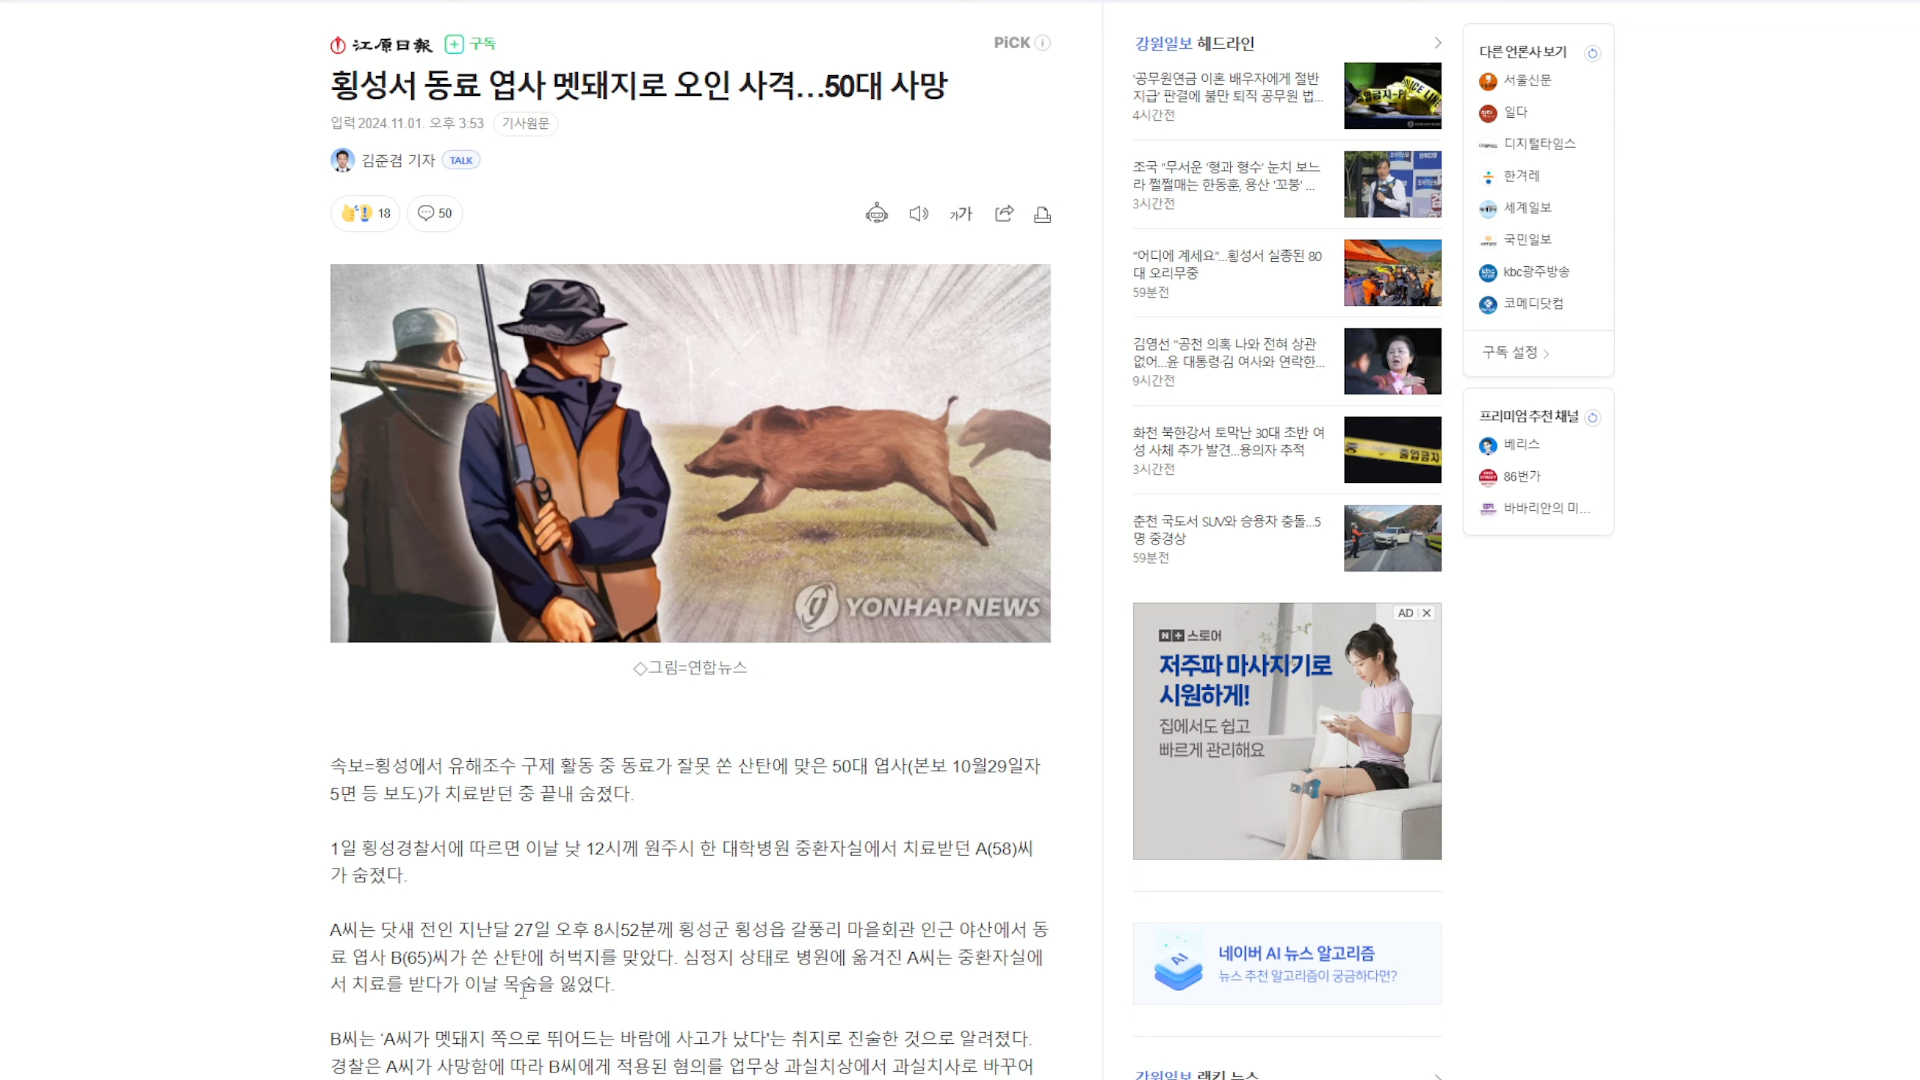 江原日報 구독
PiCK
횡성서 동료 엽사 멧돼지로 오인 사격…50대 사망
입력 2024.11.01. 오후 3:53 기사원문
김준겸 기자 TALK
18 50
가가
YONHAP NEWS
◇그림=연합뉴스
속보=횡성에서 유해조수 구제 활동 중 동료가 잘못 쏜 산탄에 맞은 50대 엽사(본보 10월29일자
5면 등 보도)가 치료받던 중 끝내 숨졌다.
1일 횡성경찰서에 따르면 이날 낮 12시께 원주시 한 대학병원 중환자실에서 치료받던 A(58)씨
가 숨졌다.
A씨는 닷새 전인 지난달 27일 오후 8시52분께 횡성군 횡성읍 갈풍리 마을회관 인근 야산에서 동
료 엽사 B(65)씨가 쏜 산탄에 허벅지를 맞았다. 심정지 상태로 병원에 옮겨진 A씨는 중환자실에
서 치료를 받다가 이날 목숨을 잃었다.
B씨는 ‘A씨가 멧돼지 쪽으로 뛰어드는 바람에 사고가 났다'는 취지로 진술한 것으로 알려졌다.
경찰은 A씨가 사망함에 따라 B씨에게 적용된 혐의를 업무상 과실치상에서 과실치사로 바꾸어
강원일보 헤드라인
'공무원연금 이혼 배우자에게 절반
지급' 판결에 불만 퇴직 공무원 법...
4시간전
조국 "무서운 '형과 형수' 눈치 보느
라 쩔쩔매는 한동훈, 용산 '꼬붕' ...
3시간전
“어디에 계세요”…횡성서 실종된 80
대 오리무중
59분전
김영선 "공천 의혹 나와 전혀 상관
없어…윤 대통령·김 여사와 연락한...
9시간전
화천 북한강서 토막난 30대 초반 여
성 사체 추가 발견…용의자 추적
3시간전
춘천 국도서 SUV와 승용차 충돌…5
명 중경상
59분전
AD
N+ 스토어
저주파 마사지기로
시원하게!
집에서도 쉽고
빠르게 관리해요
AI
네이버 AI 뉴스 알고리즘
뉴스 추천 알고리즘이 궁금하다면?
강원일보 랭킹 뉴스
다른 언론사 보기
서울신문
일다
디지털타임스
한겨레
세계일보
국민일보
kbc광주방송
코메디닷컴
구독 설정
프리미엄 추천 채널
베리스
86번가
바바리안의 미...